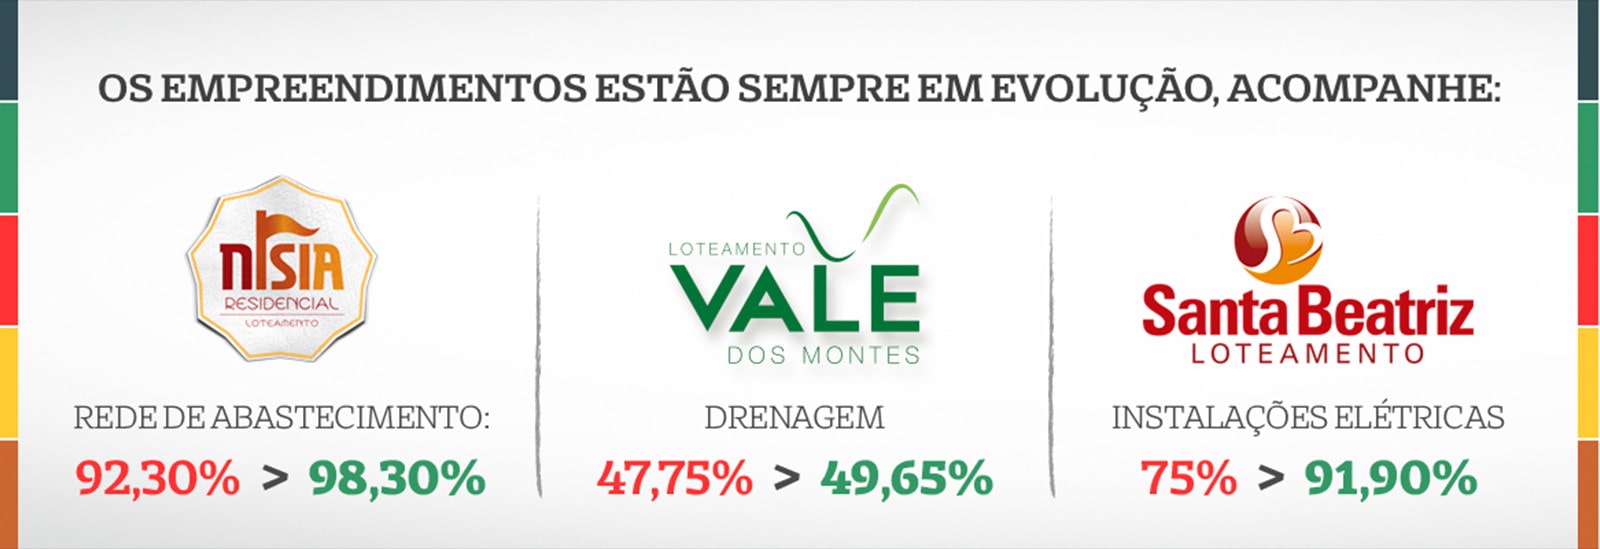 OS EMPREENDIMENTOS ESTÃO SEMPRE EM EVOLUÇÃO, ACOMPANHE:
NISIA
RESIDENCIAL
LOTEAMENTO
REDE DE ABASTECIMENTO:
92,30% > 98,30%
LOTEAMENTO
VALE
DOS MONTES
DRENAGEM
47,75% > 49,65%
SB
Santa Beatriz
LOTEAMENTO
INSTALAÇÕES ELÉTRICAS
75% > 91,90%